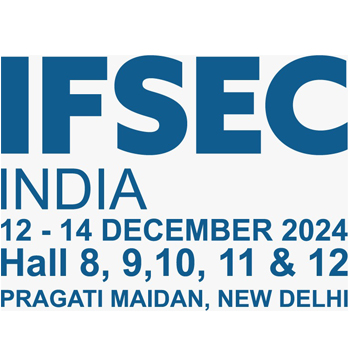 IFSEC
INDIA
12 - 14 DECEMBER 2024
Hall 8, 9,10, 11 & 12
PRAGATI MAIDAN, NEW DELHI